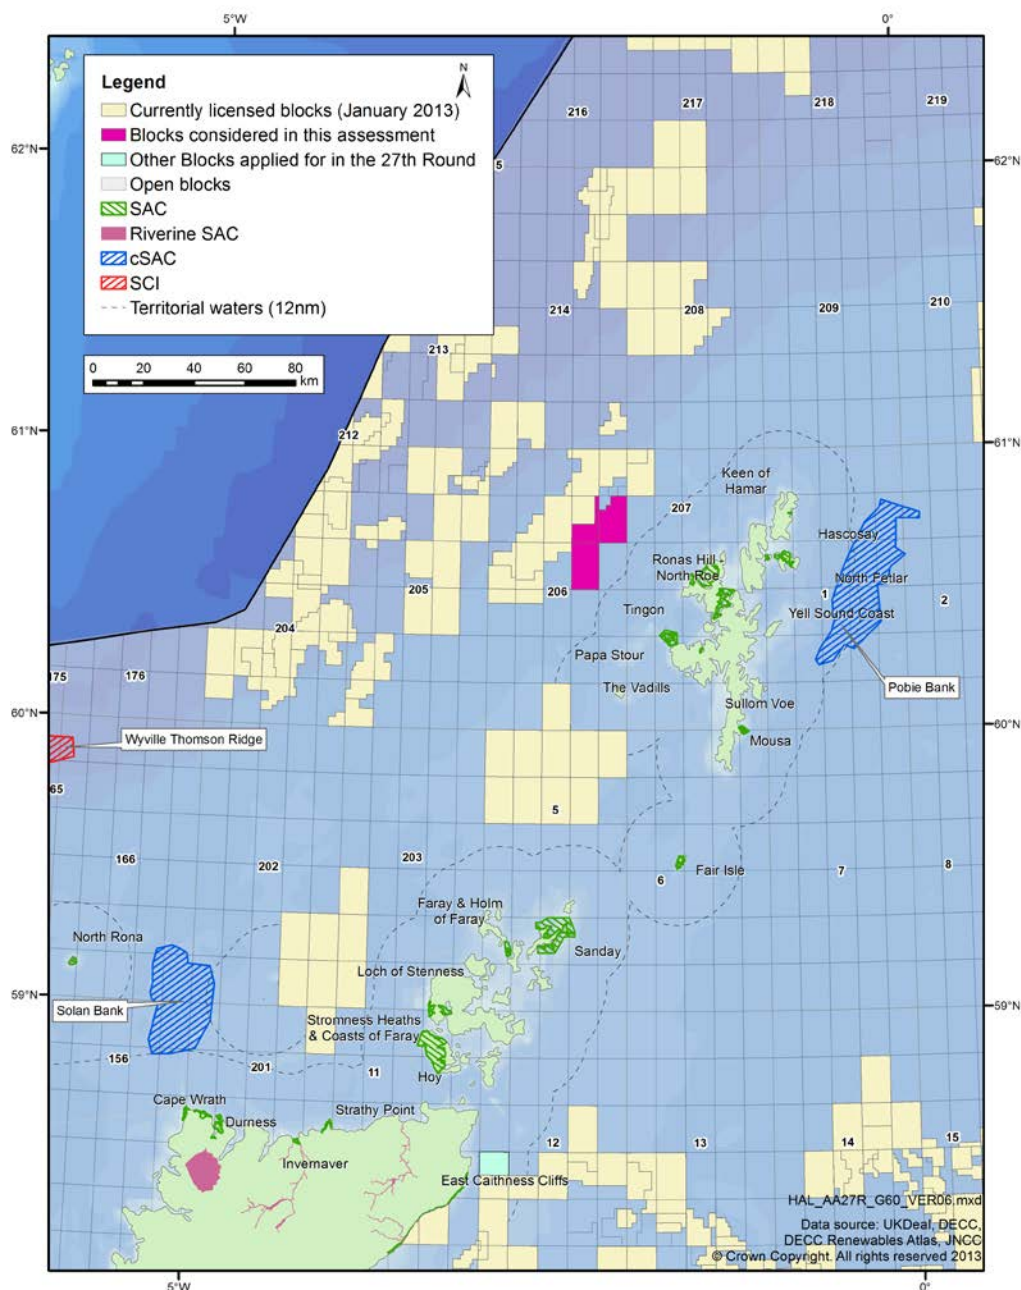 5°W
0°
Legend
N
Currently licensed blocks (January 2013)
Blocks considered in this assessment
Other Blocks applied for in the 27th Round
Open blocks
SAC
Riverine SAC
cSAC
SCI
Territorial waters (12nm)
0 20 40 60 80
km
216
217
218
219
62°N
62°N
5
214
208
209
210
213
61°N
61°N
212
Keen of
Hamar
207
Hascosay
Ronas Hill -
North Roe
North Fetlar
205
206
1
2
Tingon
Yell Sound Coast
204
Papa Stour
175
176
The Vadills
Pobie Bank
Sullom Voe
60°N
60°N
Wyville Thomson Ridge
Mousa
65
5
166
202
203
6
Fair Isle
7
8
Faray & Holm
of Faray
North Rona
Sanday
Loch of Stenness
59°N
59°N
Solan Bank
Stromness Heaths
& Coasts of Faray
156
201
11
Hoy
Cape Wrath
Strathy Point
Durness
12
13
14
15
Invernaver
East Caithness Cliffs
HAL_AA27R_G60_VER06.mxd
Data source: UKDeal, DECC,
DECC Renewables Atlas, JNCC
© Crown Copyright. All rights reserved 2013
5°W
0°